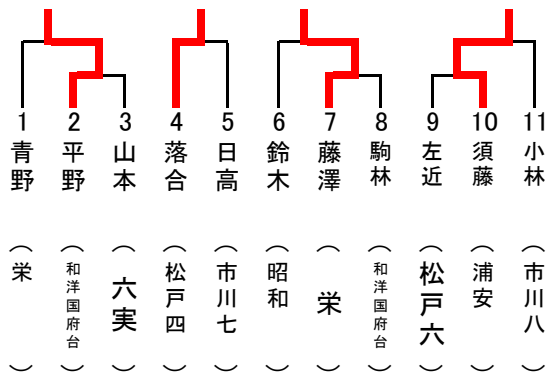 1 2 3 4 5 6 7 8 9 10 11
青野 平野 山本 落合 日高 鈴木 藤澤 駒林 左近 須藤 小林
(栄) (和洋国府台) (六実) (松戸四) (市川七) (昭和) (栄) (和洋国府台) (松戸六) (浦安) (市川八)